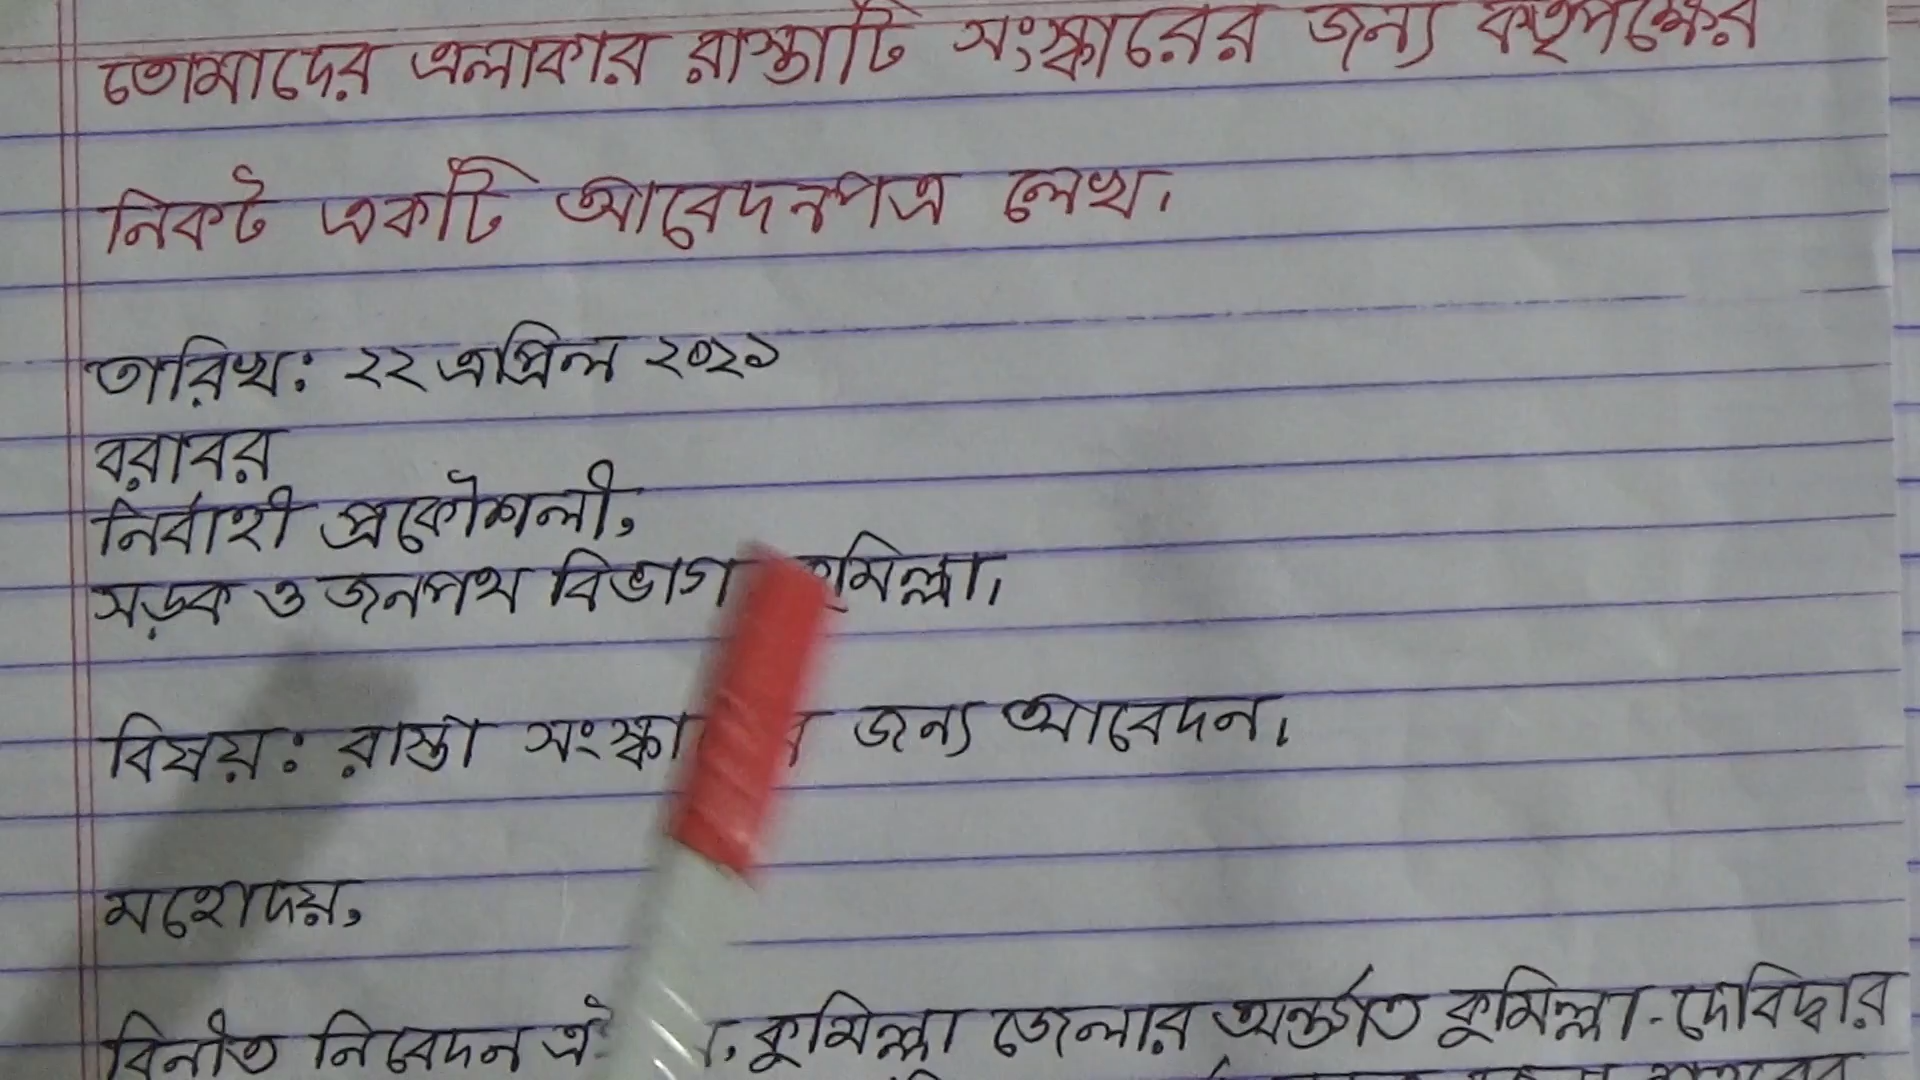 তোমাদের এলাকার রাস্তাটি সংস্কারের জন্য কতৃপক্ষের
নিকট একটি আবেদনপত্র লেখ।
তারিখ: ২২ এপ্রিল ২০২১
বরাবর
নির্বাহী প্রকৌশলী,
সড়ক ও জনপথ বিভাগ
বিষয়: রাস্তা জন্য আবেদন।
মহোদয়,
বিনীত নিবেদন কুমিল্লা জেলার অন্তর্গত কুমিল্লা-দেবিদ্বার